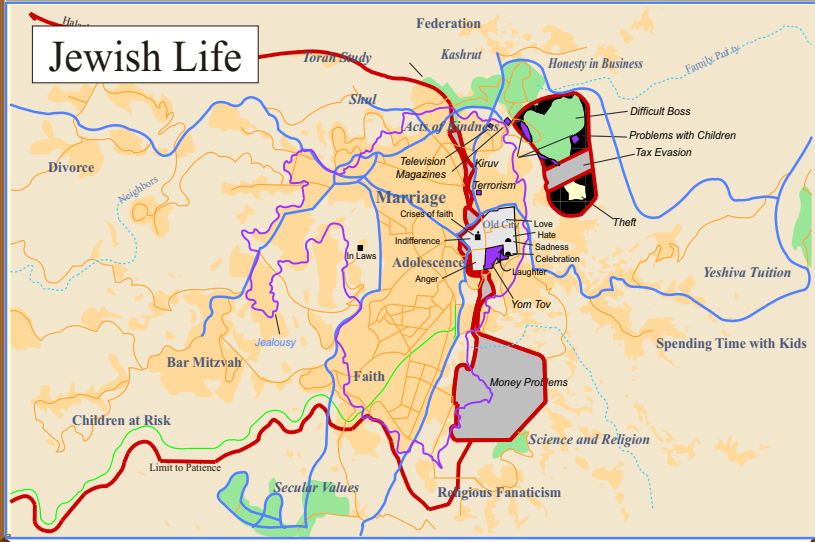 Federation
Jewish Life
Torah Study
Kashrut
Honesty in Business
Family Purity
Shul
Difficult Boss
Acts of Kindness
Problems with Children
Television
Kiruv
Tax Evasion
Magazines
Divorce
Neighbors
Marriage
Terrorism
Crises of faith
Old City
Love
Theft
Hate
Indifference
Sadness
In Laws
Adolescence
Celebration
Anger
Laughter
Yeshiva Tuition
Yom Tov
Jealousy
Spending Time with Kids
Bar Mitzvah
Faith
Money Problems
Children at Risk
Science and Religion
Limit to Patience
Secular Values
Religious Fanaticism